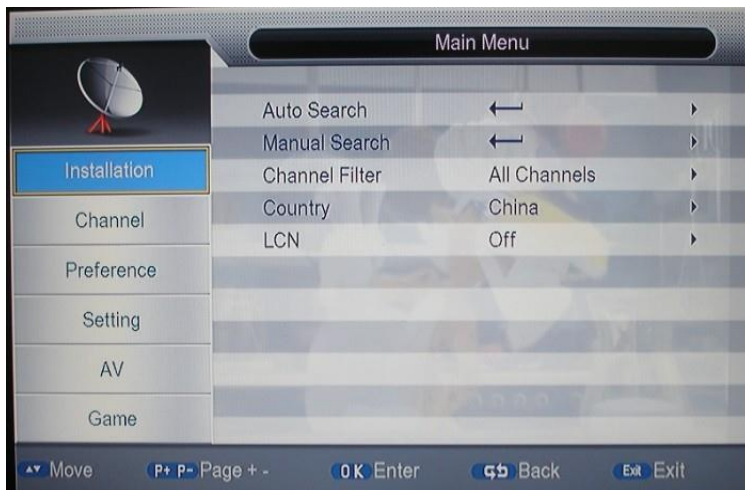 Main Menu
Auto Search
Manual Search
Installation
Channel Filter All Channels
Country China
Channel
LCN Off
Preference
Setting
AV
Game
Move P+ P- Page + - OK Enter Back Exit Exit